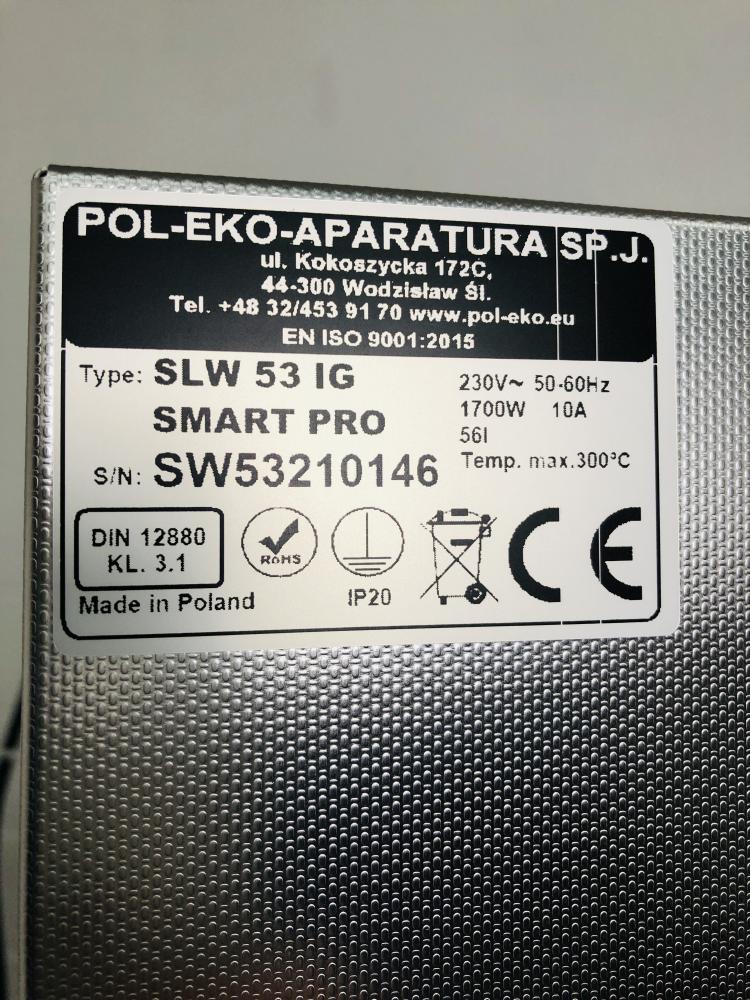 POL-EKO-APARATURA SP.J.
ul. Kokoszycka 172C,
44-300 Wodzisław Śl.
Tel. +48 32/453 91 70 www.pol-eko.eu
EN ISO 9001:2015
Type: SLW 53 IG
SMART PRO
S/N: SW53210146
230V~ 50-60Hz
1700W 10A
56l
Temp. max.300°C
DIN 12880
KL. 3.1
RoHS
IP20
CE
Made in Poland